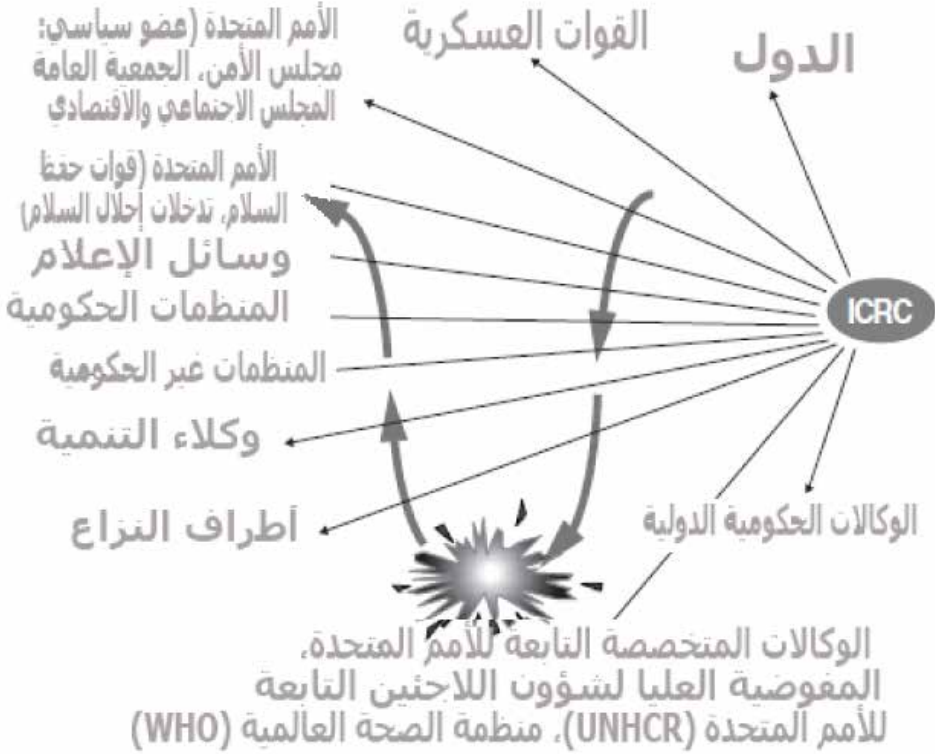 الدول
القوات العسكرية
الأمم المتحدة (عضو سياسي:
مجلس الأمن، الجمعية العامة
المجلس الاجتماعي والاقتصادي
الأمم المتحدة (قوات حفظ
السلام، تدخلات إحلال السلام)
وسائل الإعلام
المنظمات الحكومية
المنظمات غير الحكومية
وكلاء التنمية
أطراف النزاع
ICRC
الوكالات الحكومية الدولية
الوكالات المتخصصة التابعة للأمم المتحدة،
المفوضية العليا لشؤون اللاجئين التابعة
للأمم المتحدة (UNHCR)، منظمة الصحة العالمية (WHO)